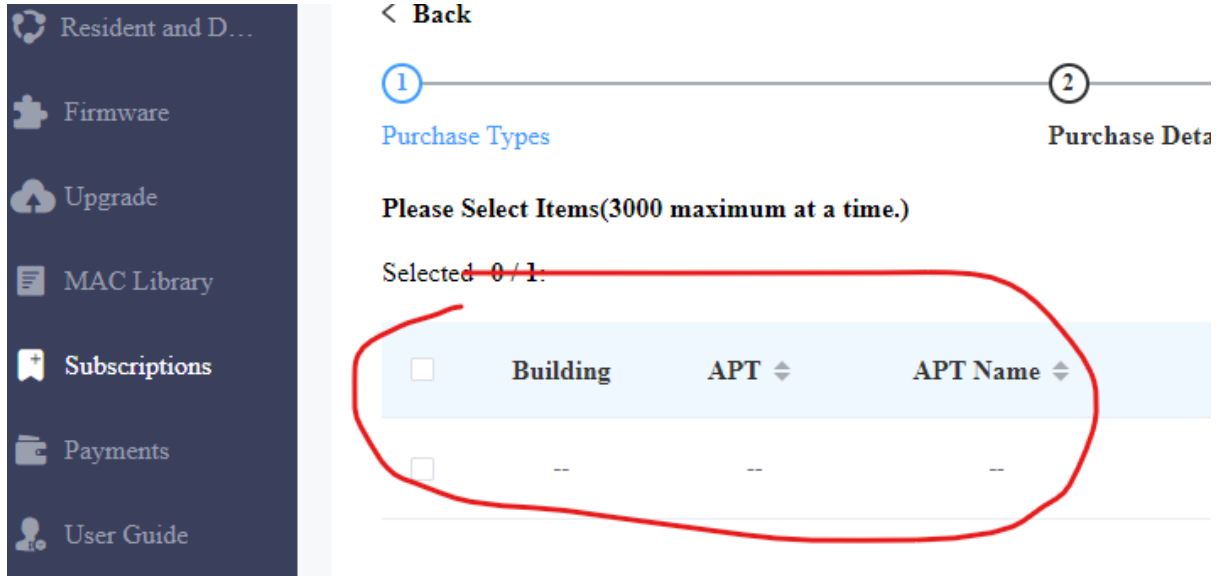 Resident and D...
Firmware
Upgrade
MAC Library
Subscriptions
Payments
User Guide
< Back
1
2
Purchase Types
Purchase Deta
Please Select Items(3000 maximum at a time.)
Selected 0 / 1:
Building APT APT Name
-- -- --